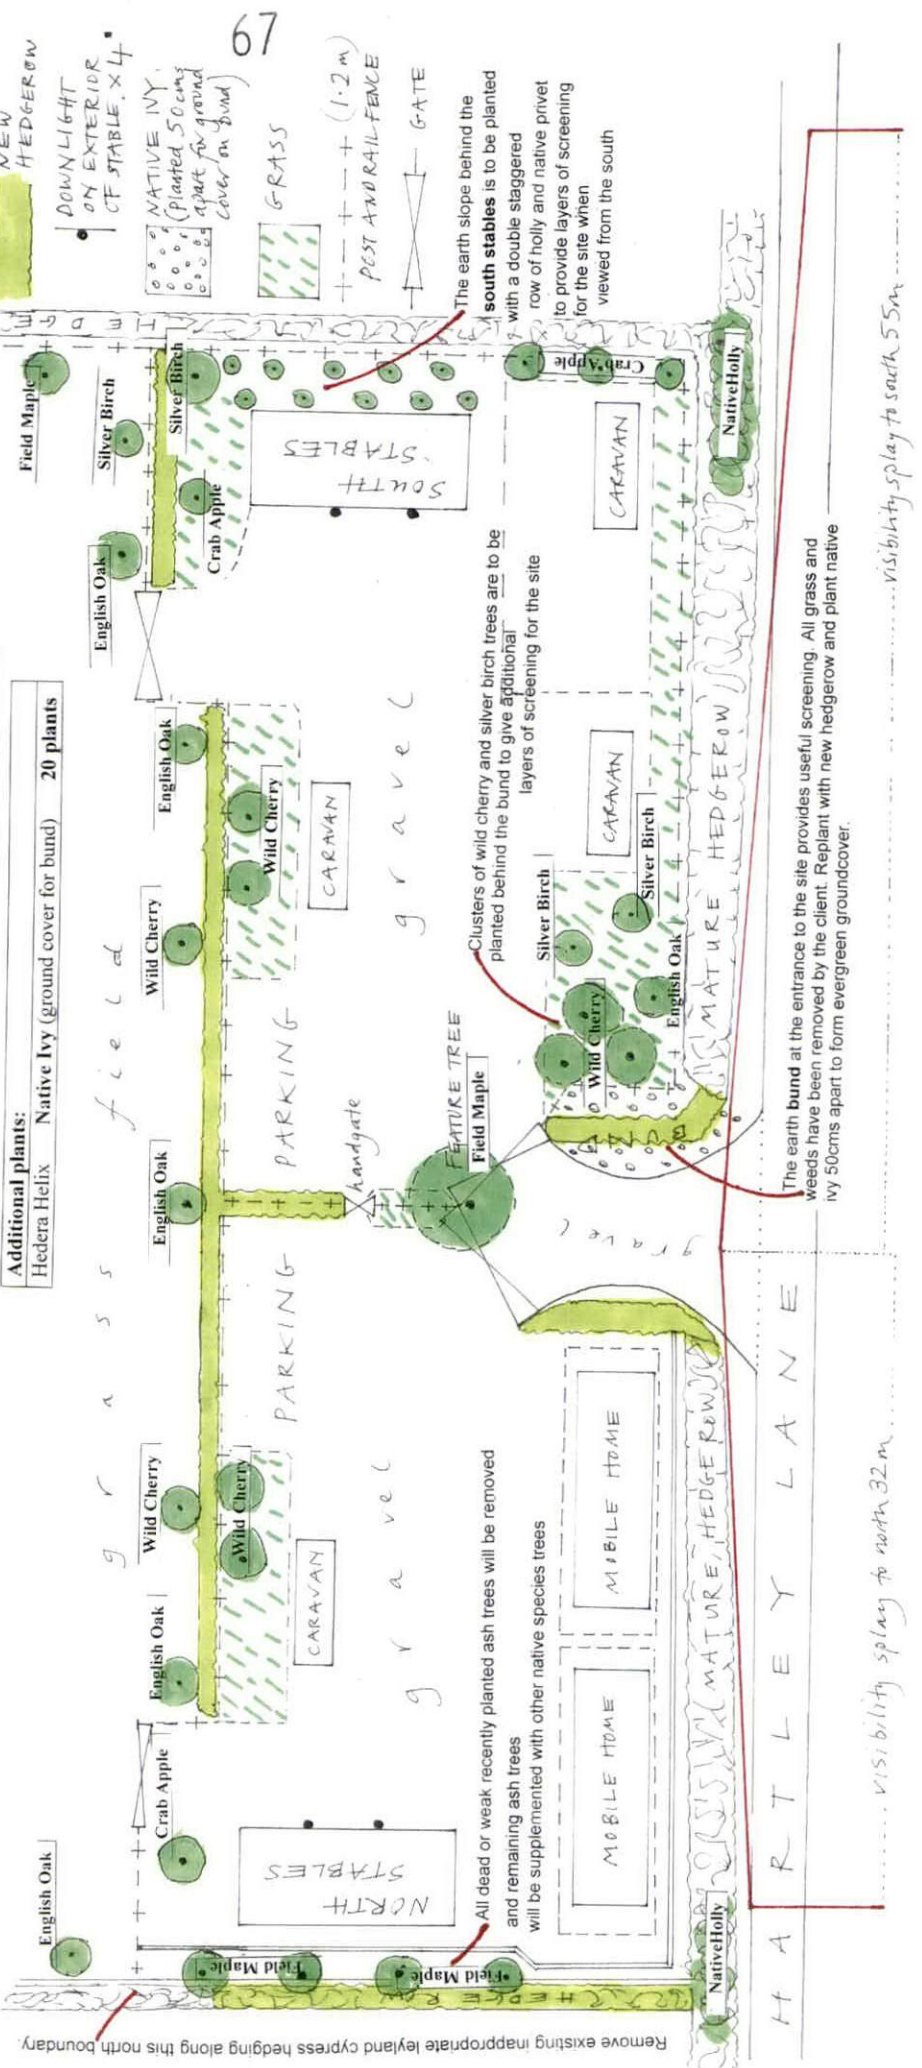 67
NEW
HEDGEROW
DOWNLIGHT
ON EXTERIOR
OF STABLE. X 4
NATIVE IVY.
(Planted 50cms
apart for ground
cover on bund)
GRASS
POST AND RAIL FENCE (1.2m)
GATE
Additional plants:
Hedera Helix Native Ivy (ground cover for bund) 20 plants
grass field
English Oak
Crab Apple
English Oak
Wild Cherry
Wild Cherry
English Oak
Wild Cherry
English Oak
Wild Cherry
English Oak
Silver Birch
Field Maple
Silver Birch
Crab Apple
HEDGE
NORTH
STABLES
CARAVAN
PARKING
PARKING
CARAVAN
SOUTH
STABLES
The earth slope behind the
south stables is to be planted
with a double staggered
row of holly and native privet
to provide layers of screening
for the site when
viewed from the south
gravel
handgate
gravel
FEATURE TREE
Field Maple
Field Maple
Field Maple
HEDGEROW
Remove existing inappropriate leyland cypress hedging along this north boundary.
All dead or weak recently planted ash trees will be removed
and remaining ash trees
will be supplemented with other native species trees
Clusters of wild cherry and silver birch trees are to be
planted behind the bund to give additional
layers of screening for the site
MOBILE HOME
MOBILE HOME
gravel
BUND
Wild Cherry
Silver Birch
Silver Birch
English Oak
CARAVAN
CARAVAN
Crab Apple
NativeHolly
MATURE HEDGEROW
MATURE HEDGEROW
NativeHolly
HARTLEY LANE
The earth bund at the entrance to the site provides useful screening. All grass and
weeds have been removed by the client. Replant with new hedgerow and plant native
ivy 50cms apart to form evergreen groundcover.
visibility splay to north 32m
visibility splay to south 55m